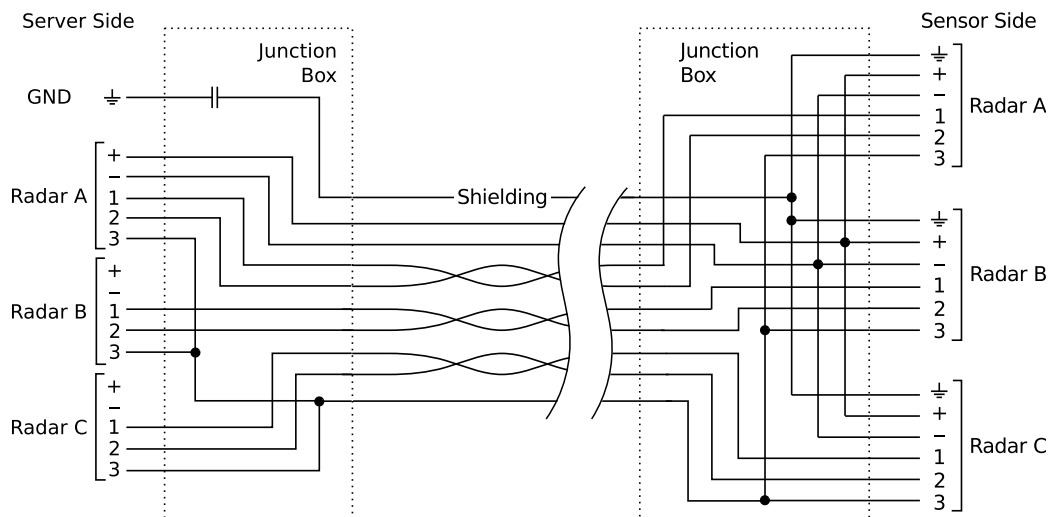 Server Side
Sensor Side
Junction
Box
Junction
Box
GND
Shielding
Radar A
+
−
1
2
3
Radar B
+
−
1
2
3
Radar C
+
−
1
2
3
Radar A
+
−
1
2
3
Radar B
+
−
1
2
3
Radar C
+
−
1
2
3